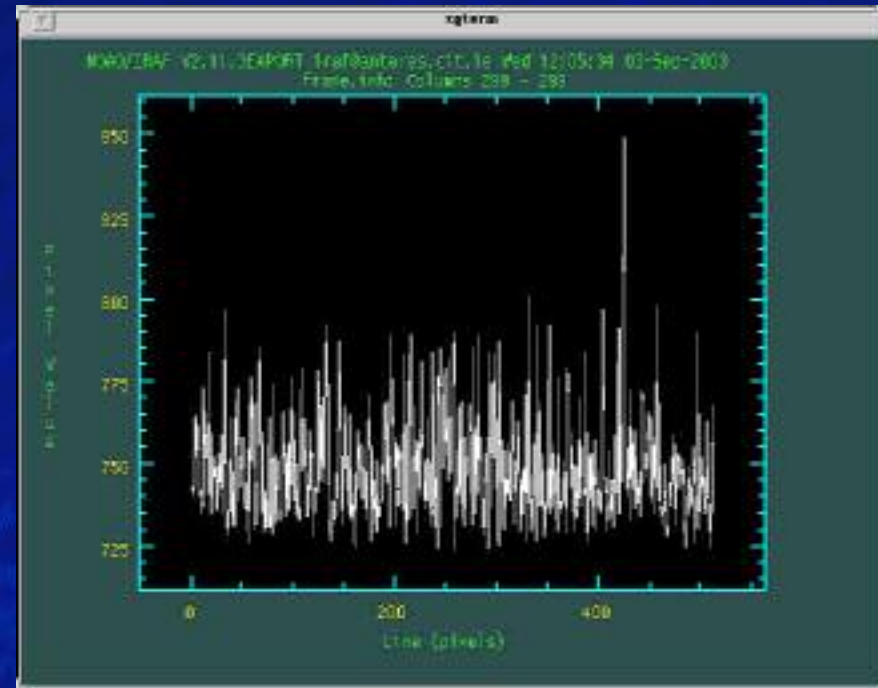 xgterm
NOAO/IRAF V2.11.3EXPORT iraf@antares.cit.ie Wed 12:05:34 03-Sep-2003
Columns
850
825
800
775
750
725
0
200
400
Line (pixels)